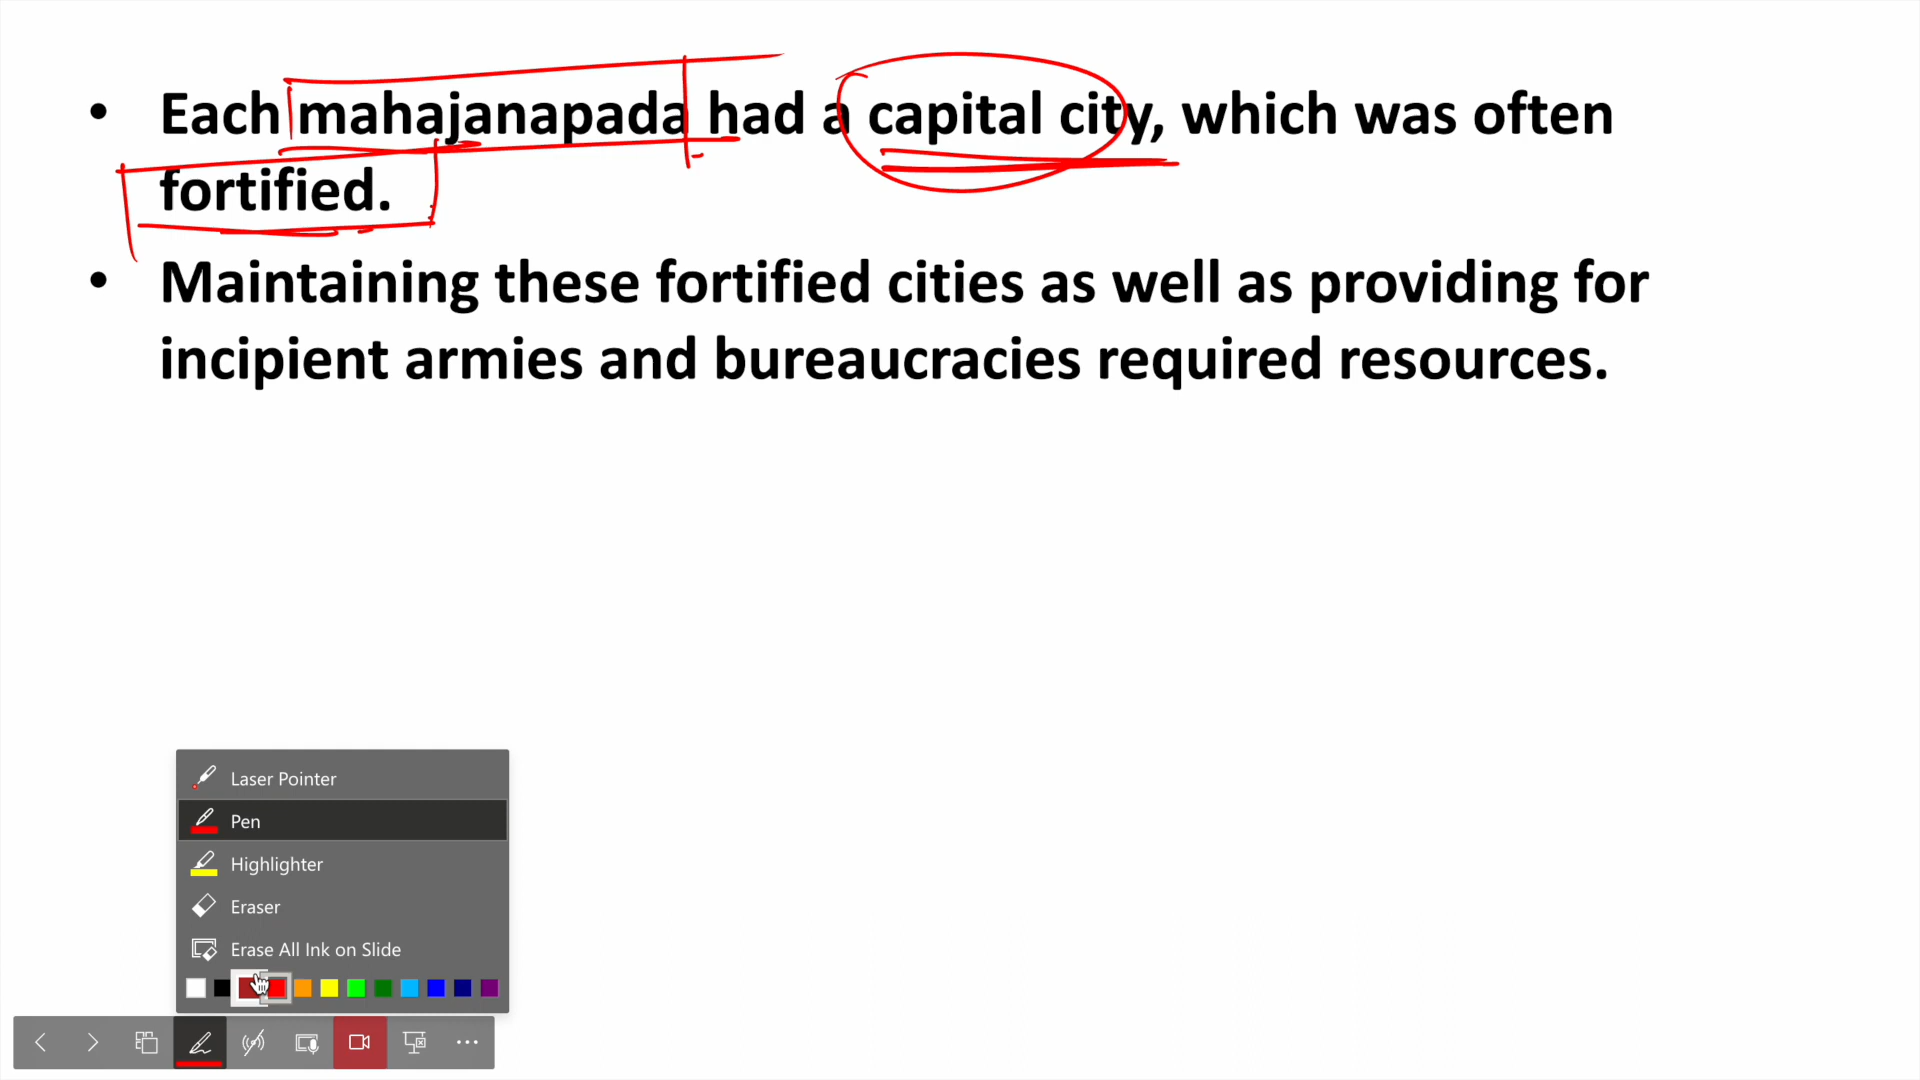 • Each mahajanapada had a capital city, which was often
fortified.
• Maintaining these fortified cities as well as providing for
incipient armies and bureaucracies required resources.
Laser Pointer
Pen
Highlighter
Eraser
Erase All Ink on Slide